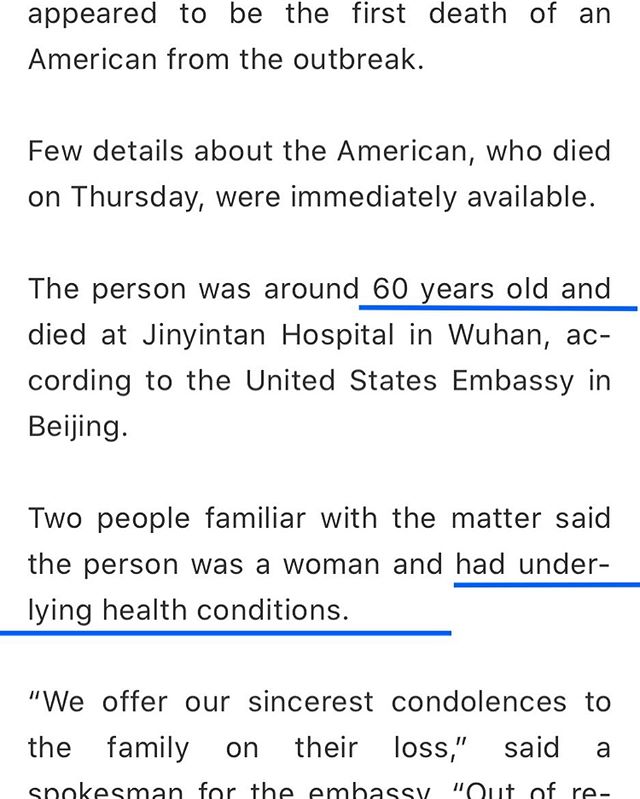 appeared to be the first death of an
American from the outbreak.
Few details about the American, who died
on Thursday, were immediately available.
The person was around 60 years old and
died at Jinyintan Hospital in Wuhan, ac-
cording to the United States Embassy in
Beijing.
Two people familiar with the matter said
the person was a woman and had under-
lying health conditions.
“We offer our sincerest condolences to
the family on their loss,” said a
spokesman for the embassy. “Out of re-